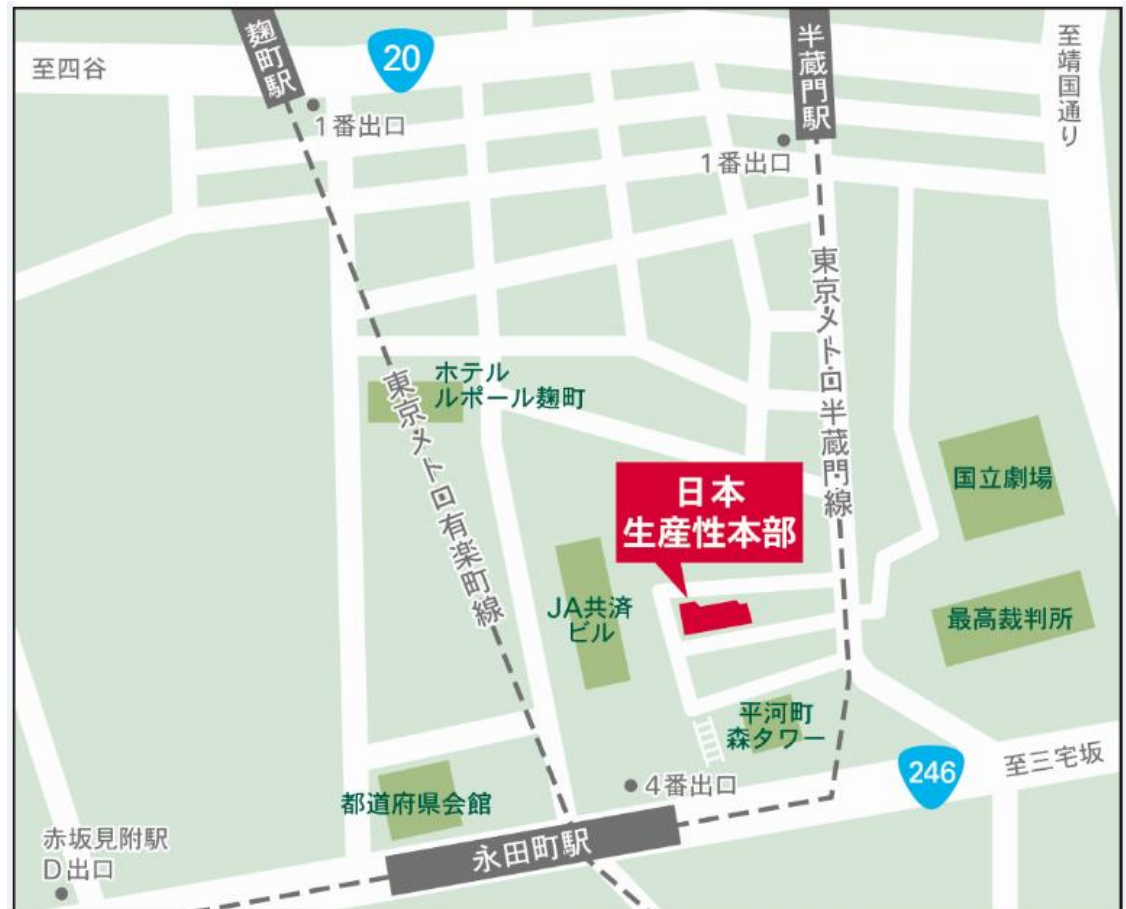 麹町駅
20
半蔵門駅
至靖国通り
至四谷
1番出口
1番出口
東京メトロ半蔵門線
ホテル
ルポール麹町
東京メトロ有楽町線
国立劇場
日本
生産性本部
JA共済
ビル
最高裁判所
平河町
森タワー
246
至三宅坂
4番出口
都道府県会館
永田町駅
赤坂見附駅
D出口